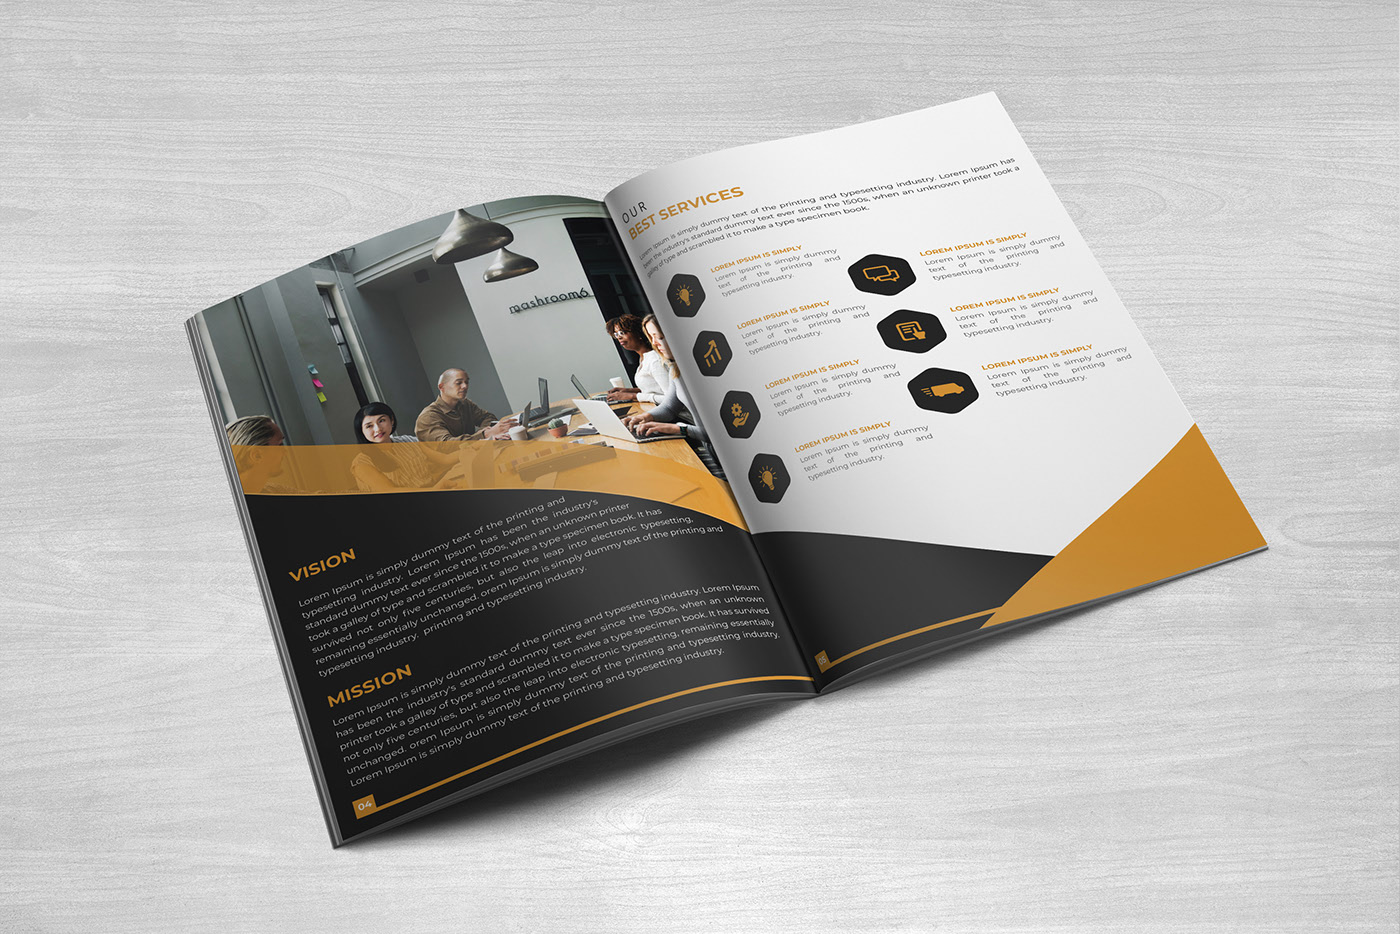 mashroom6
VISION
Lorem Ipsum is simply dummy text of the printing and
typesetting industry. Lorem Ipsum has been the industry's
standard dummy text ever since the 1500s, when an unknown printer
took a galley of type and scrambled it to make a type specimen book. It has
survived not only five centuries, but also the leap into electronic typesetting,
remaining essentially unchanged. orem Ipsum is simply dummy text of the printing and
typesetting industry. printing and typesetting industry.
MISSION
Lorem Ipsum is simply dummy text of the printing and typesetting industry. Lorem Ipsum
has been the industry's standard dummy text ever since the 1500s, when an unknown
printer took a galley of type and scrambled it to make a type specimen book. It has survived
not only five centuries, but also the leap into electronic typesetting, remaining essentially
unchanged. orem Ipsum is simply dummy text of the printing and typesetting industry.
Lorem Ipsum is simply dummy text of the printing and typesetting industry.
04
OUR
BEST SERVICES
Lorem Ipsum is simply dummy text of the printing and typesetting industry. Lorem Ipsum has
been the industry's standard dummy text ever since the 1500s, when an unknown printer took a
galley of type and scrambled it to make a type specimen book.
LOREM IPSUM IS SIMPLY
Lorem Ipsum is simply dummy
text of the printing and
typesetting industry.
LOREM IPSUM IS SIMPLY
Lorem Ipsum is simply dummy
text of the printing and
typesetting industry.
LOREM IPSUM IS SIMPLY
Lorem Ipsum is simply dummy
text of the printing and
typesetting industry.
LOREM IPSUM IS SIMPLY
Lorem Ipsum is simply dummy
text of the printing and
typesetting industry.
LOREM IPSUM IS SIMPLY
Lorem Ipsum is simply dummy
text of the printing and
typesetting industry.
LOREM IPSUM IS SIMPLY
Lorem Ipsum is simply dummy
text of the printing and
typesetting industry.
LOREM IPSUM IS SIMPLY
Lorem Ipsum is simply dummy
text of the printing and
typesetting industry.
05